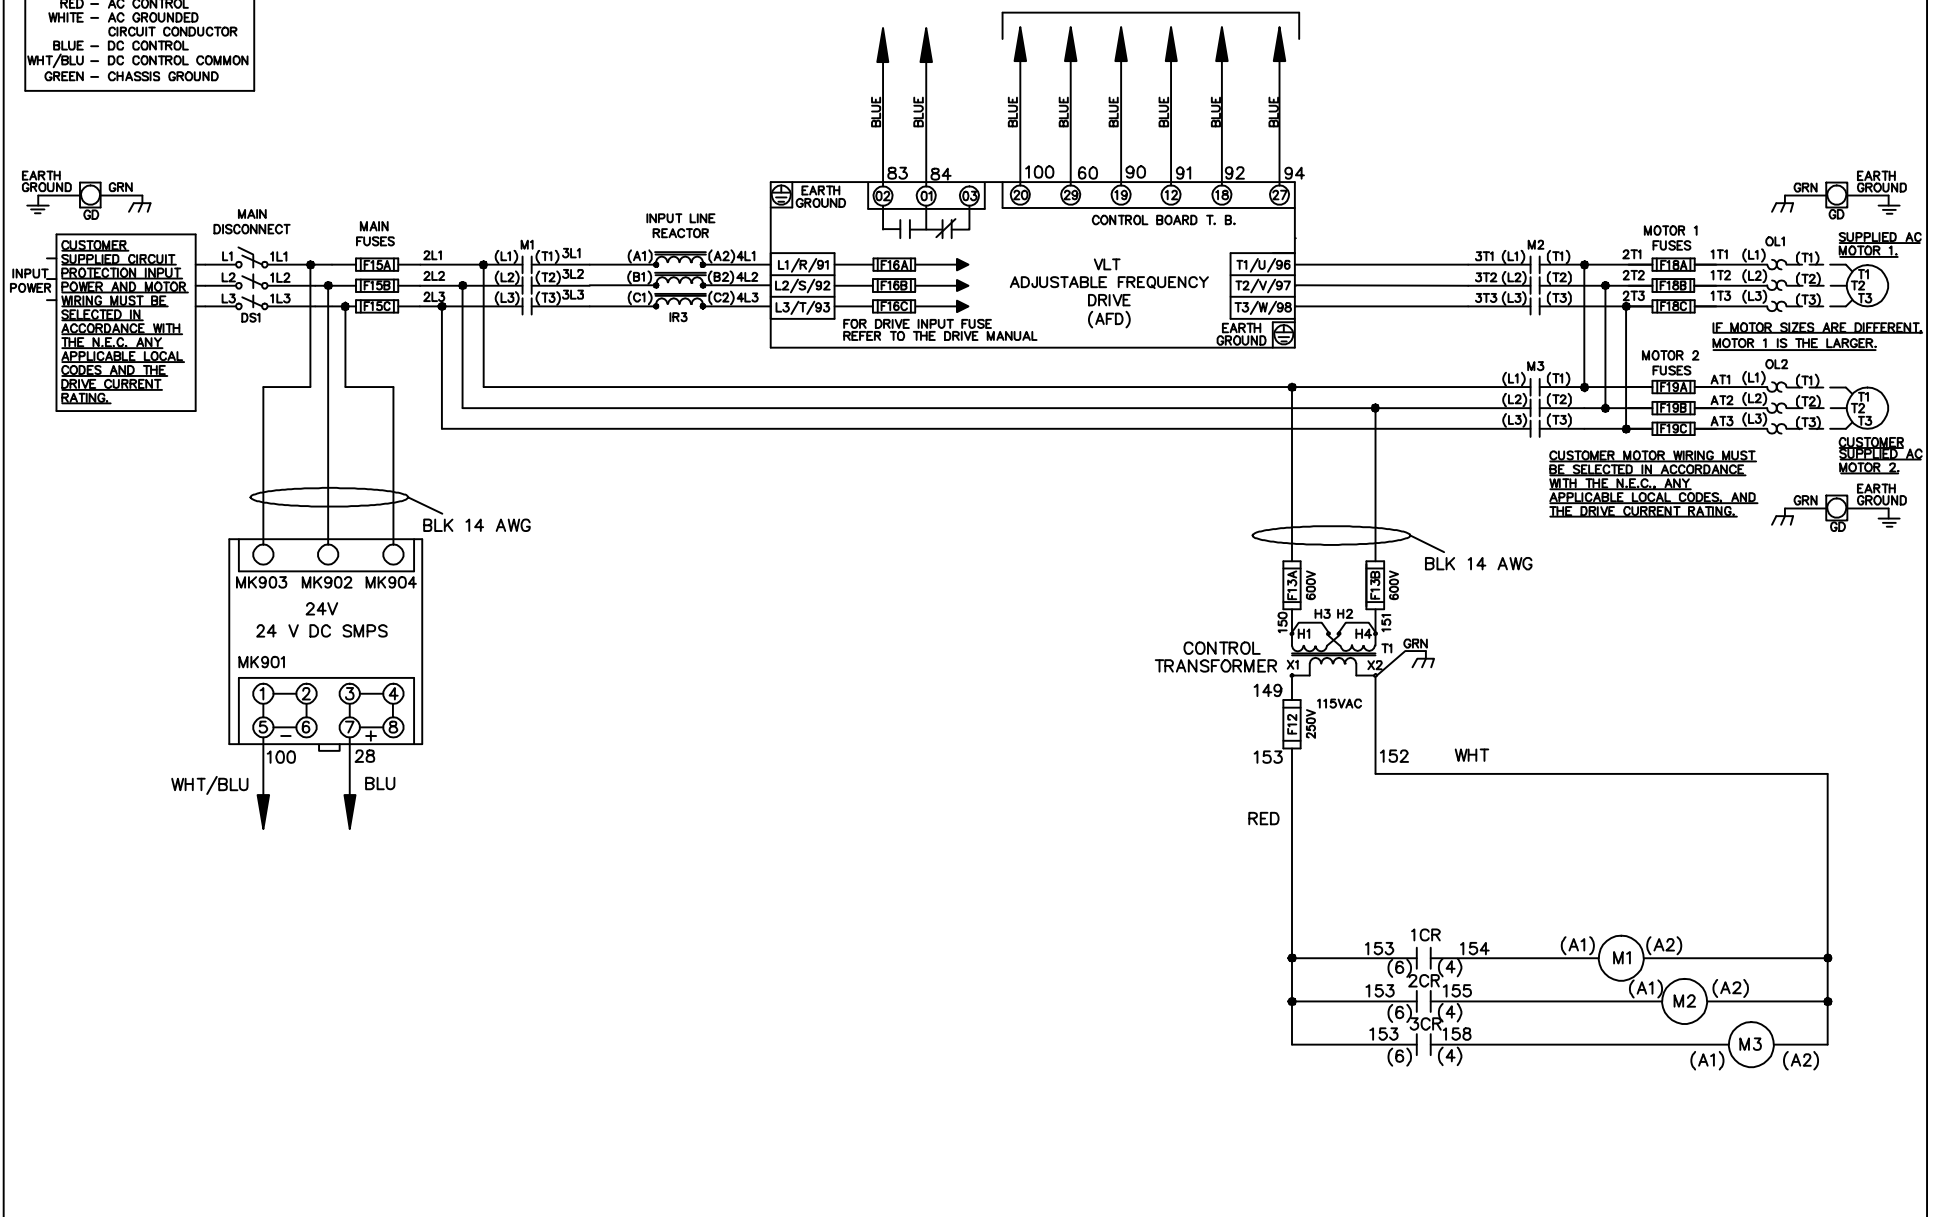 RED – AC CONTROL
WHITE – AC GROUNDED
CIRCUIT CONDUCTOR
BLUE – DC CONTROL
WHT/BLU – DC CONTROL COMMON
GREEN – CHASSIS GROUND
BLUE BLUE BLUE BLUE BLUE BLUE BLUE BLUE
83 84 100 60 90 91 92 94
EARTH
GROUND
GRN
GD
MAIN
DISCONNECT
L1 1L1
L2 1L2
L3 1L3
DS1
INPUT
POWER
CUSTOMER
SUPPLIED CIRCUIT
PROTECTION INPUT
POWER AND MOTOR
WIRING MUST BE
SELECTED IN
ACCORDANCE WITH
THE N.E.C. ANY
APPLICABLE LOCAL
CODES AND THE
DRIVE CURRENT
RATING.
MAIN
FUSES
F15A 2L1
F15B 2L2
F15C 2L3
M1
(L1) (T1) 3L1
(L2) (T2) 3L2
(L3) (T3) 3L3
INPUT LINE
REACTOR
(A1) (A2) 4L1
(B1) (B2) 4L2
(C1) (C2) 4L3
IR3
EARTH
GROUND
02 01 03
20 29 19 12 18 27
CONTROL BOARD T. B.
L1/R/91 F16A
L2/S/92 F16B
L3/T/93 F16C
FOR DRIVE INPUT FUSE
REFER TO THE DRIVE MANUAL
VLT
ADJUSTABLE FREQUENCY
DRIVE
(AFD)
T1/U/96
T2/V/97
T3/W/98
EARTH
GROUND
M2
3T1 (L1) (T1)
3T2 (L2) (T2)
3T3 (L3) (T3)
MOTOR 1
FUSES
2T1 F18A 1T1 (L1) (T1)
2T2 F18B 1T2 (L2) (T2)
2T3 F18C 1T3 (L3) (T3)
OL1
GRN
GD
EARTH
GROUND
SUPPLIED AC
MOTOR 1.
T1
T2
T3
IF MOTOR SIZES ARE DIFFERENT,
MOTOR 1 IS THE LARGER.
M3
(L1) (T1)
(L2) (T2)
(L3) (T3)
MOTOR 2
FUSES
F19A AT1 (L1) (T1)
F19B AT2 (L2) (T2)
F19C AT3 (L3) (T3)
OL2
T1
T2
T3
CUSTOMER
SUPPLIED AC
MOTOR 2.
CUSTOMER MOTOR WIRING MUST
BE SELECTED IN ACCORDANCE
WITH THE N.E.C., ANY
APPLICABLE LOCAL CODES, AND
THE DRIVE CURRENT RATING.
GRN
GD
EARTH
GROUND
BLK 14 AWG
MK903 MK902 MK904
24V
24 V DC SMPS
MK901
1 2 3 4
5 6 7 8
– +
100 28
WHT/BLU BLU
BLK 14 AWG
F13A 600V
F13B 600V
150 151
H3 H2
H1 H4
T1
GRN
CONTROL
TRANSFORMER
X1 X2
149
115VAC
F12 250V
153
152 WHT
RED
1CR
153 154 (A1) M1 (A2)
(6) (4)
2CR
153 155 (A1) M2 (A2)
(6) (4)
3CR
153 158 M3
(6) (4) (A1) (A2)